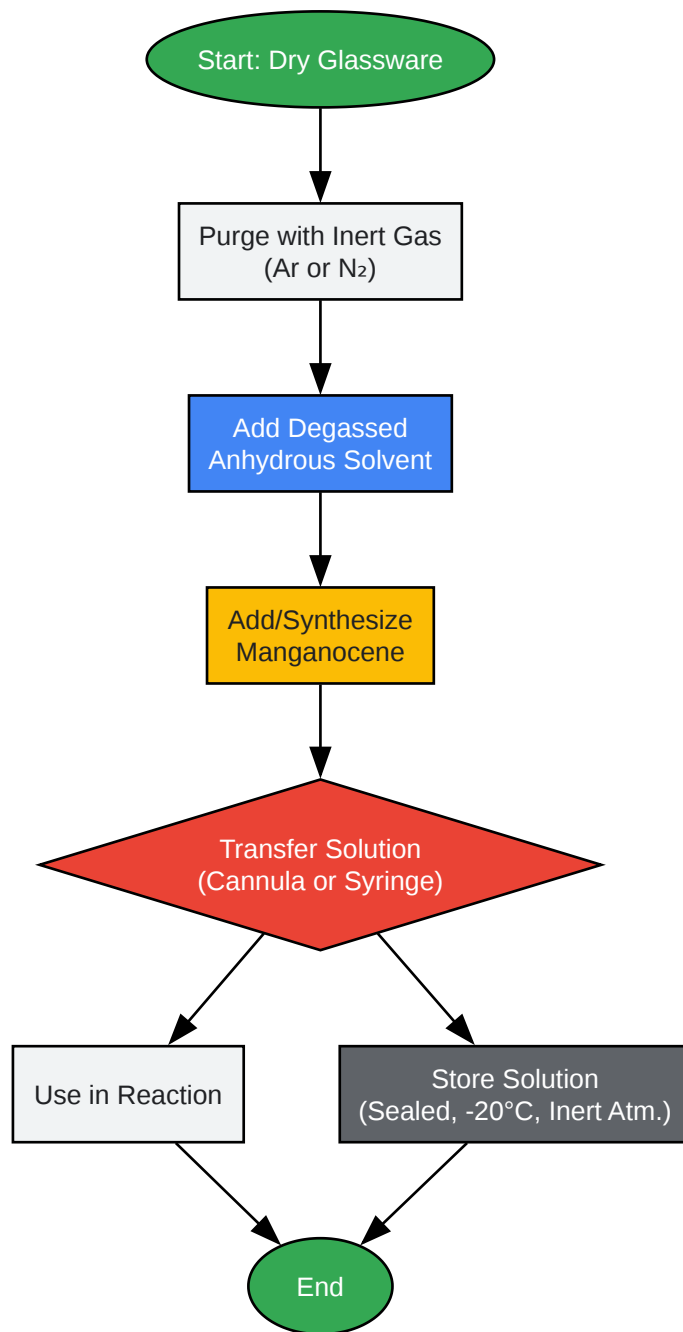 Start: Dry Glassware
Purge with Inert Gas
(Ar or N₂)
Add Degassed
Anhydrous Solvent
Add/Synthesize
Manganocene
Transfer Solution
(Cannula or Syringe)
Use in Reaction
Store Solution
(Sealed, -20°C, Inert Atm.)
End